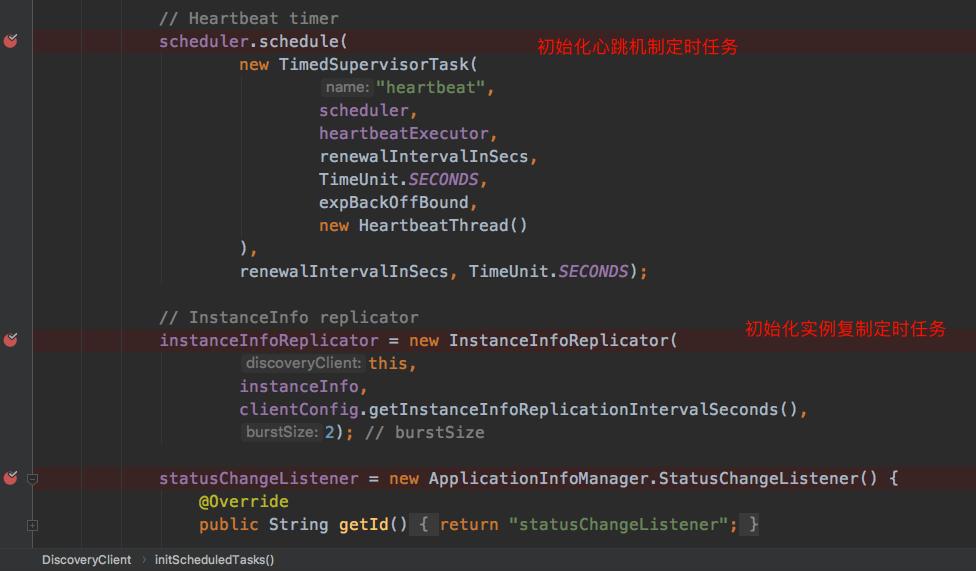 // Heartbeat timer
scheduler.schedule( 初始化心跳机制定时任务
new TimedSupervisorTask(
name: "heartbeat",
scheduler,
heartbeatExecutor,
renewalIntervalInSecs,
TimeUnit.SECONDS,
expBackOffBound,
new HeartbeatThread()
),
renewalIntervalInSecs, TimeUnit.SECONDS);
// InstanceInfo replicator
初始化实例复制定时任务
instanceInfoReplicator = new InstanceInfoReplicator(
discoveryClient: this,
instanceInfo,
clientConfig.getInstanceInfoReplicationIntervalSeconds(),
burstSize: 2); // burstSize
statusChangeListener = new ApplicationInfoManager.StatusChangeListener() {
@Override
public String getId() { return "statusChangeListener"; }
DiscoveryClient › initScheduledTasks()